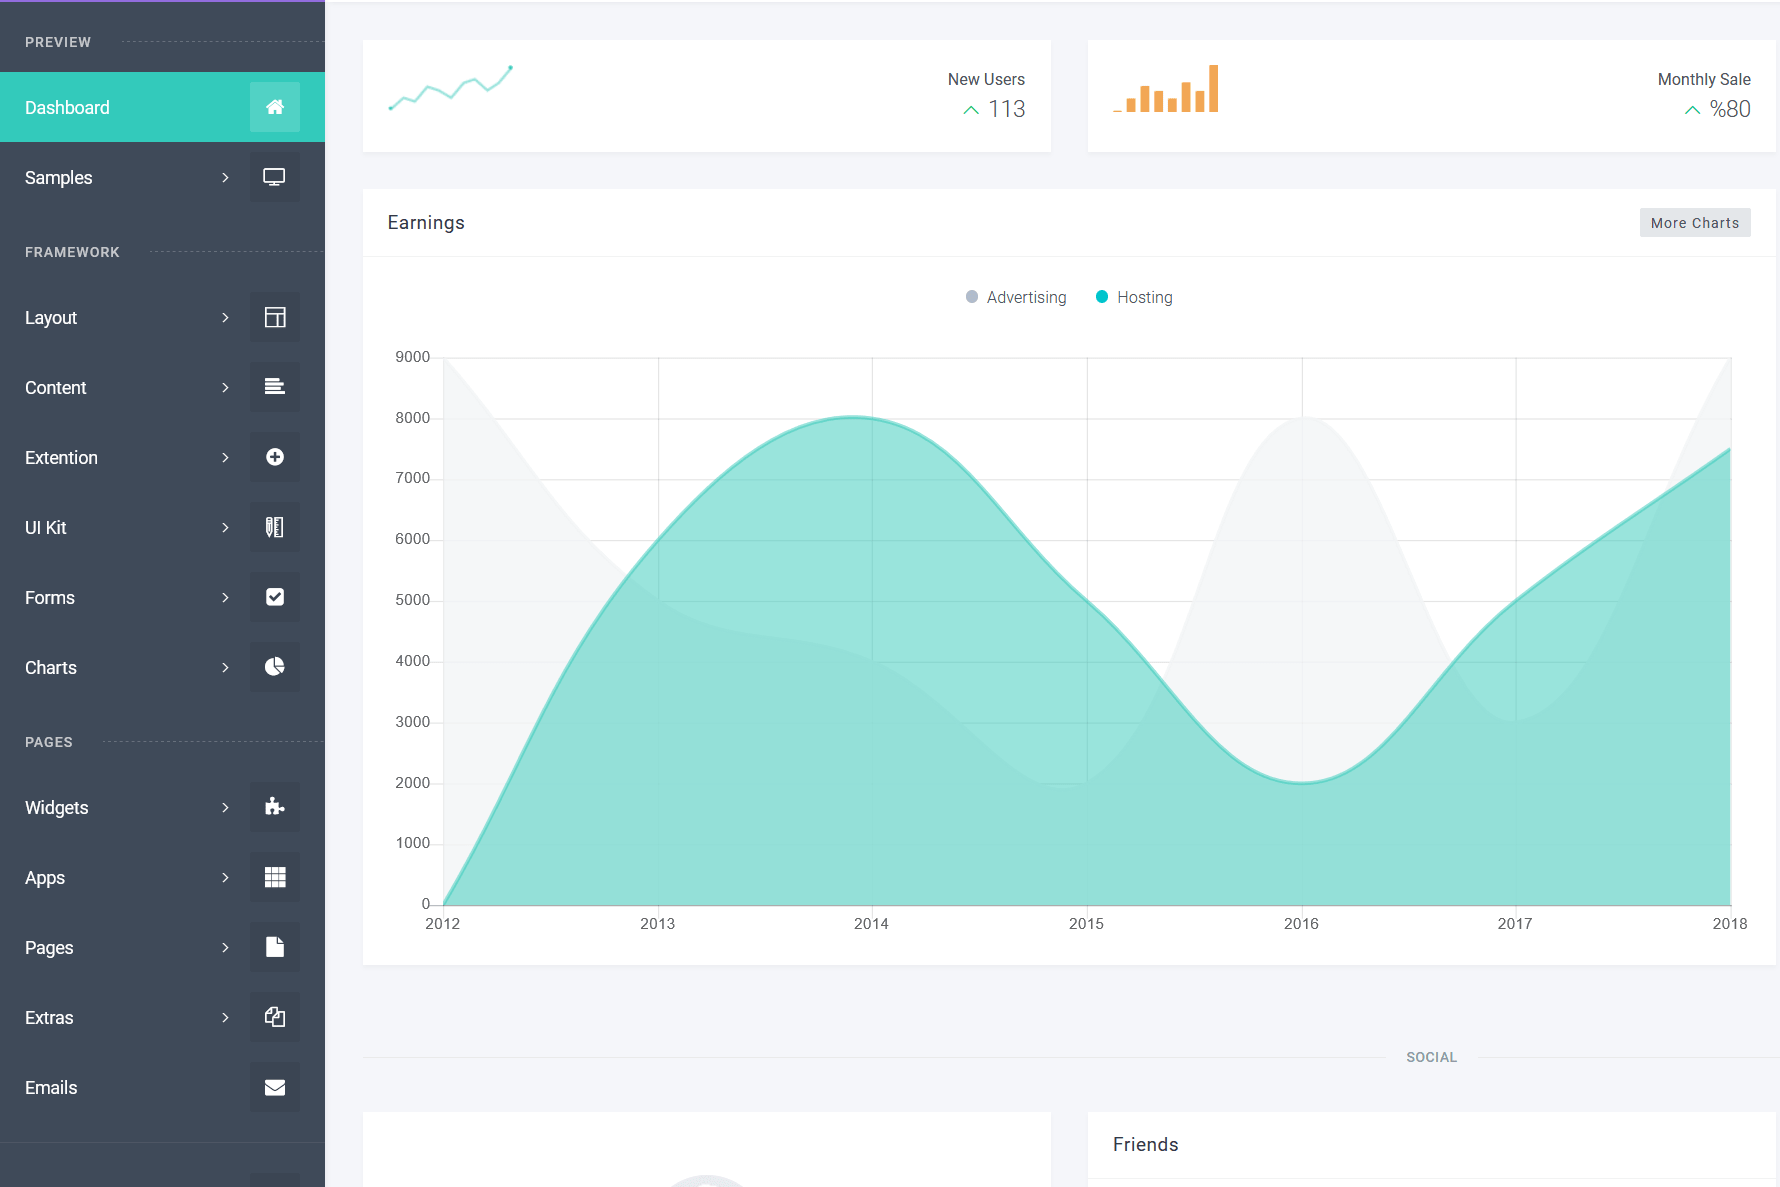 PREVIEW
Dashboard
Samples
FRAMEWORK
Layout
Content
Extention
UI Kit
Forms
Charts
PAGES
Widgets
Apps
Pages
Extras
Emails
New Users
113
Monthly Sale
%80
Earnings
More Charts
Advertising Hosting
9000
8000
7000
6000
5000
4000
3000
2000
1000
0
2012 2013 2014 2015 2016 2017 2018
SOCIAL
Friends